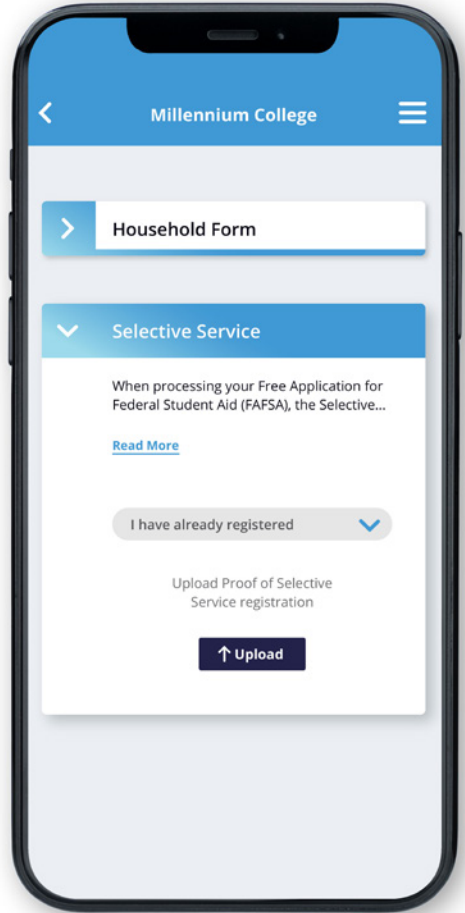 Millennium College
Household Form
Selective Service
When processing your Free Application for
Federal Student Aid (FAFSA), the Selective...
Read More
I have already registered
Upload Proof of Selective
Service registration
Upload